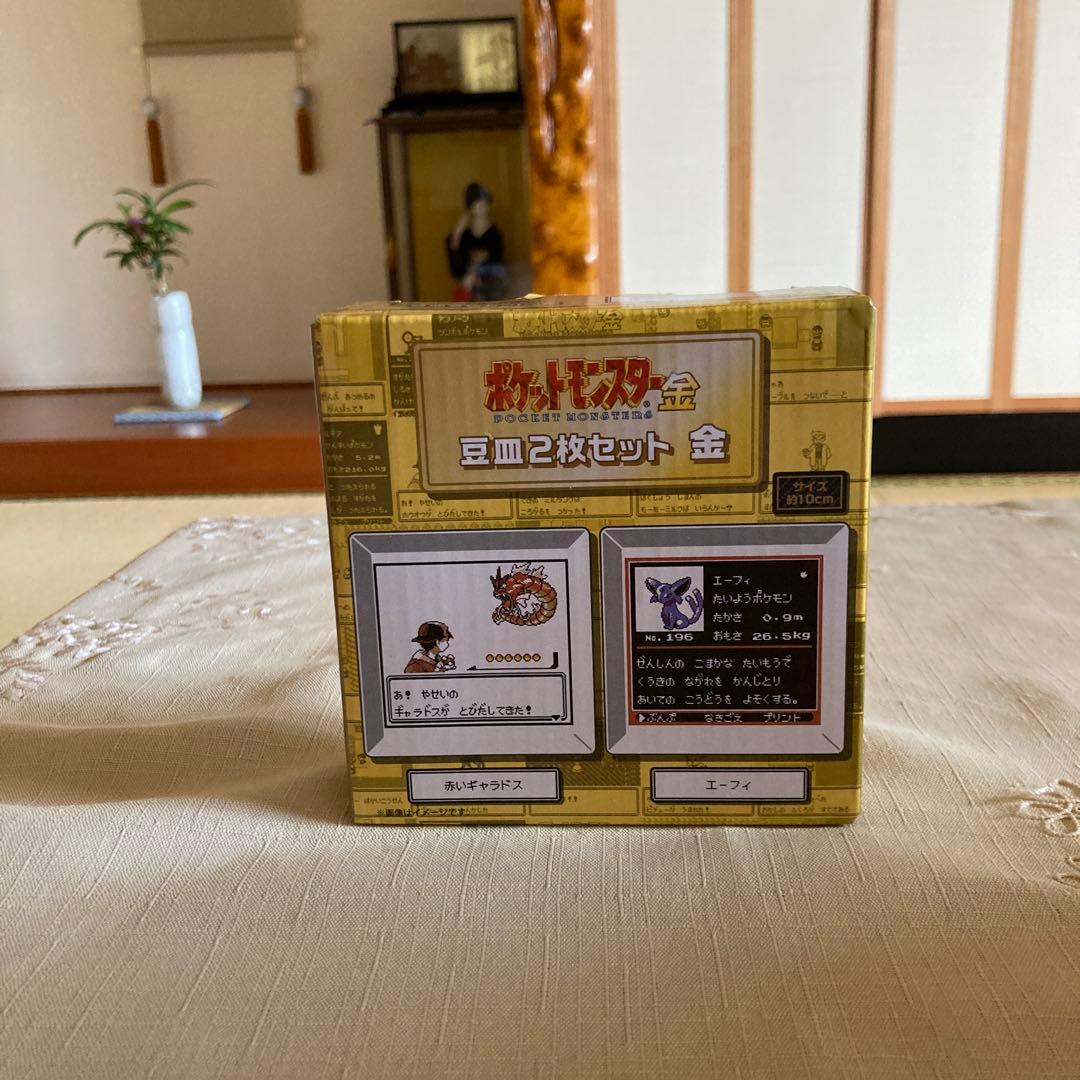 ポケットモンスター金
POCKET MONSTERS
豆皿2枚セット 金
サイズ
約10cm
あ！ やせいの
ギャラドスが とびだしてきた！
エーフィ
たいようポケモン
たかさ 0.9m
No.196 おもさ 26.5kg
ぜんしんの こまかな たいもうで
くうきの ながれを かんじとり
あいての こうどうを よそくする。
▶ぶんぷ なきごえ プリント
赤いギャラドス
エーフィ
※画像はイメージです